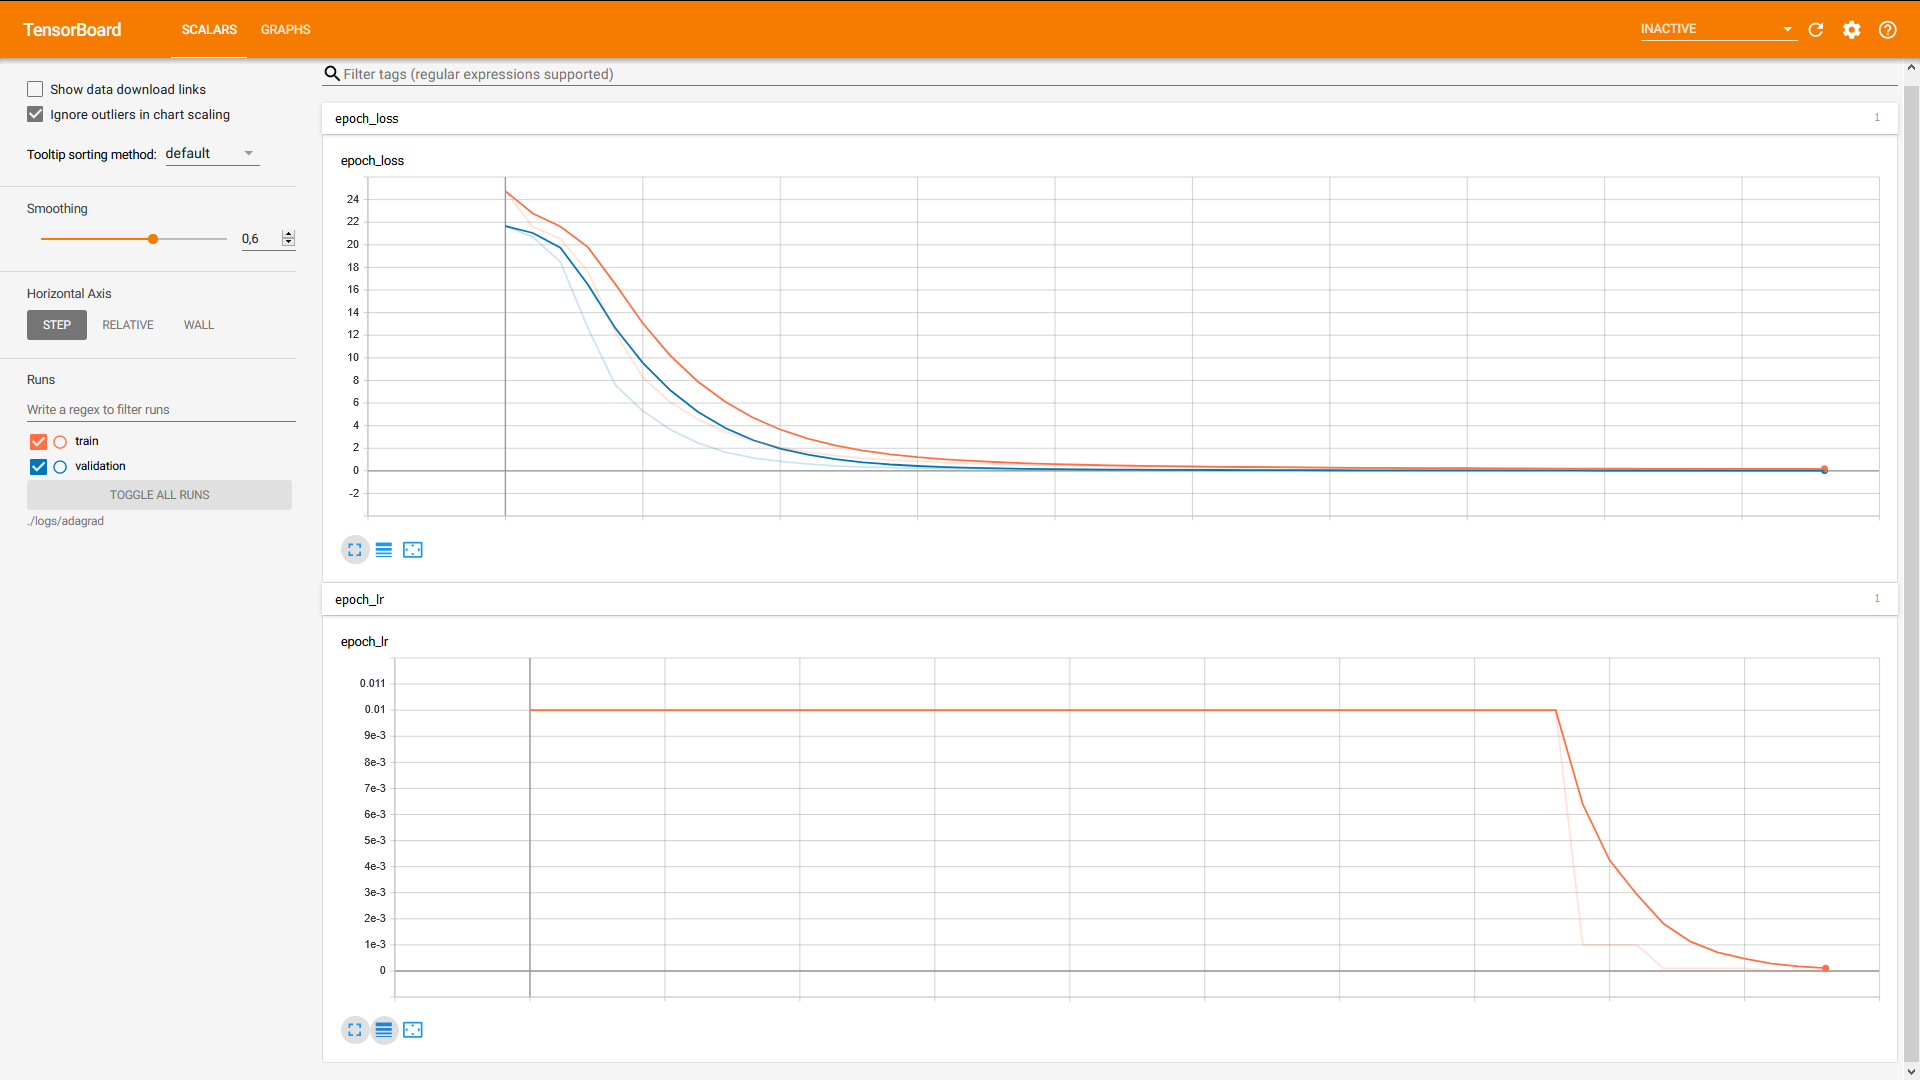 TensorBoard
SCALARS
GRAPHS
INACTIVE
Show data download links
Ignore outliers in chart scaling
Tooltip sorting method: default
Smoothing
0,6
Horizontal Axis
STEP RELATIVE WALL
Runs
Write a regex to filter runs
train
validation
TOGGLE ALL RUNS
./logs/adagrad
Filter tags (regular expressions supported)
epoch_loss 1
epoch_loss
24
22
20
18
16
14
12
10
8
6
4
2
0
-2
epoch_lr 1
epoch_lr
0.011
0.01
9e-3
8e-3
7e-3
6e-3
5e-3
4e-3
3e-3
2e-3
1e-3
0